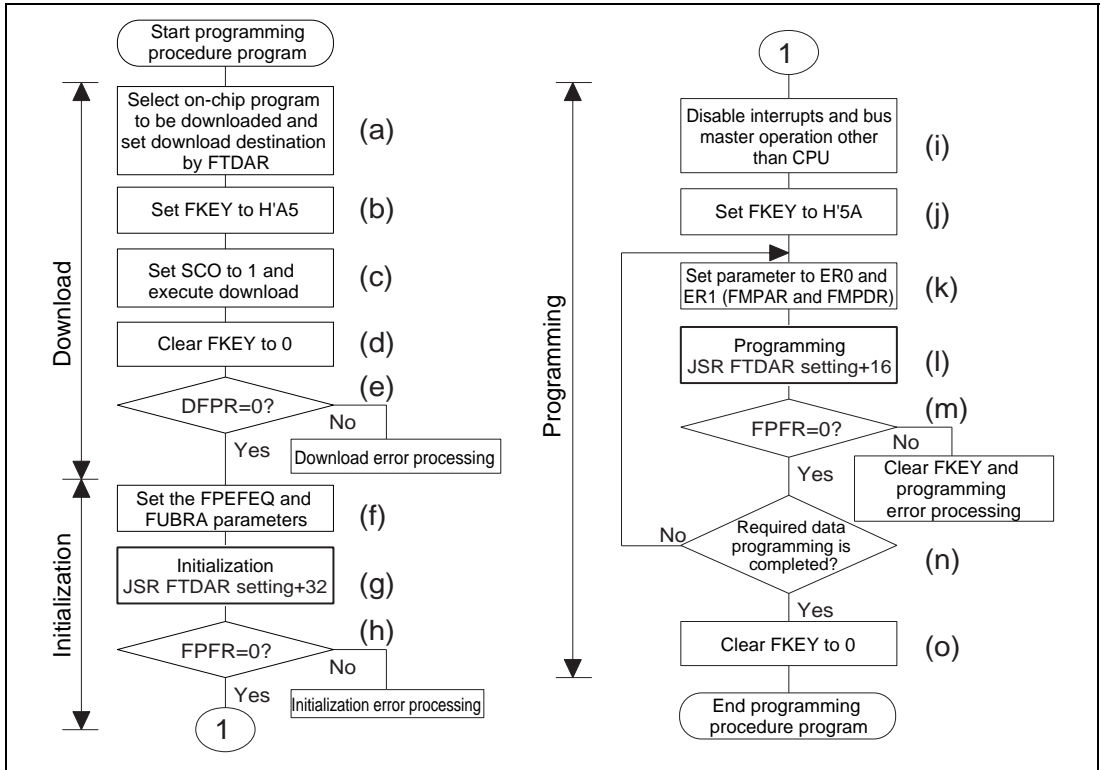 Start programming
procedure program
Download
Select on-chip program
to be downloaded and
set download destination
by FTDAR
(a)
Set FKEY to H'A5
(b)
Set SCO to 1 and
execute download
(c)
Clear FKEY to 0
(d)
(e)
DFPR=0?
No
Yes
Download error processing
Initialization
Set the FPEFEQ and
FUBRA parameters
(f)
Initialization
JSR FTDAR setting+32
(g)
(h)
FPFR=0?
No
Yes
Initialization error processing
1
1
Programming
Disable interrupts and bus
master operation other
than CPU
(i)
Set FKEY to H'5A
(j)
Set parameter to ER0 and
ER1 (FMPAR and FMPDR)
(k)
Programming
JSR FTDAR setting+16
(l)
(m)
FPFR=0?
No
Yes
Clear FKEY and
programming
error processing
No
Required data
programming is
completed?
(n)
Yes
Clear FKEY to 0
(o)
End programming
procedure program